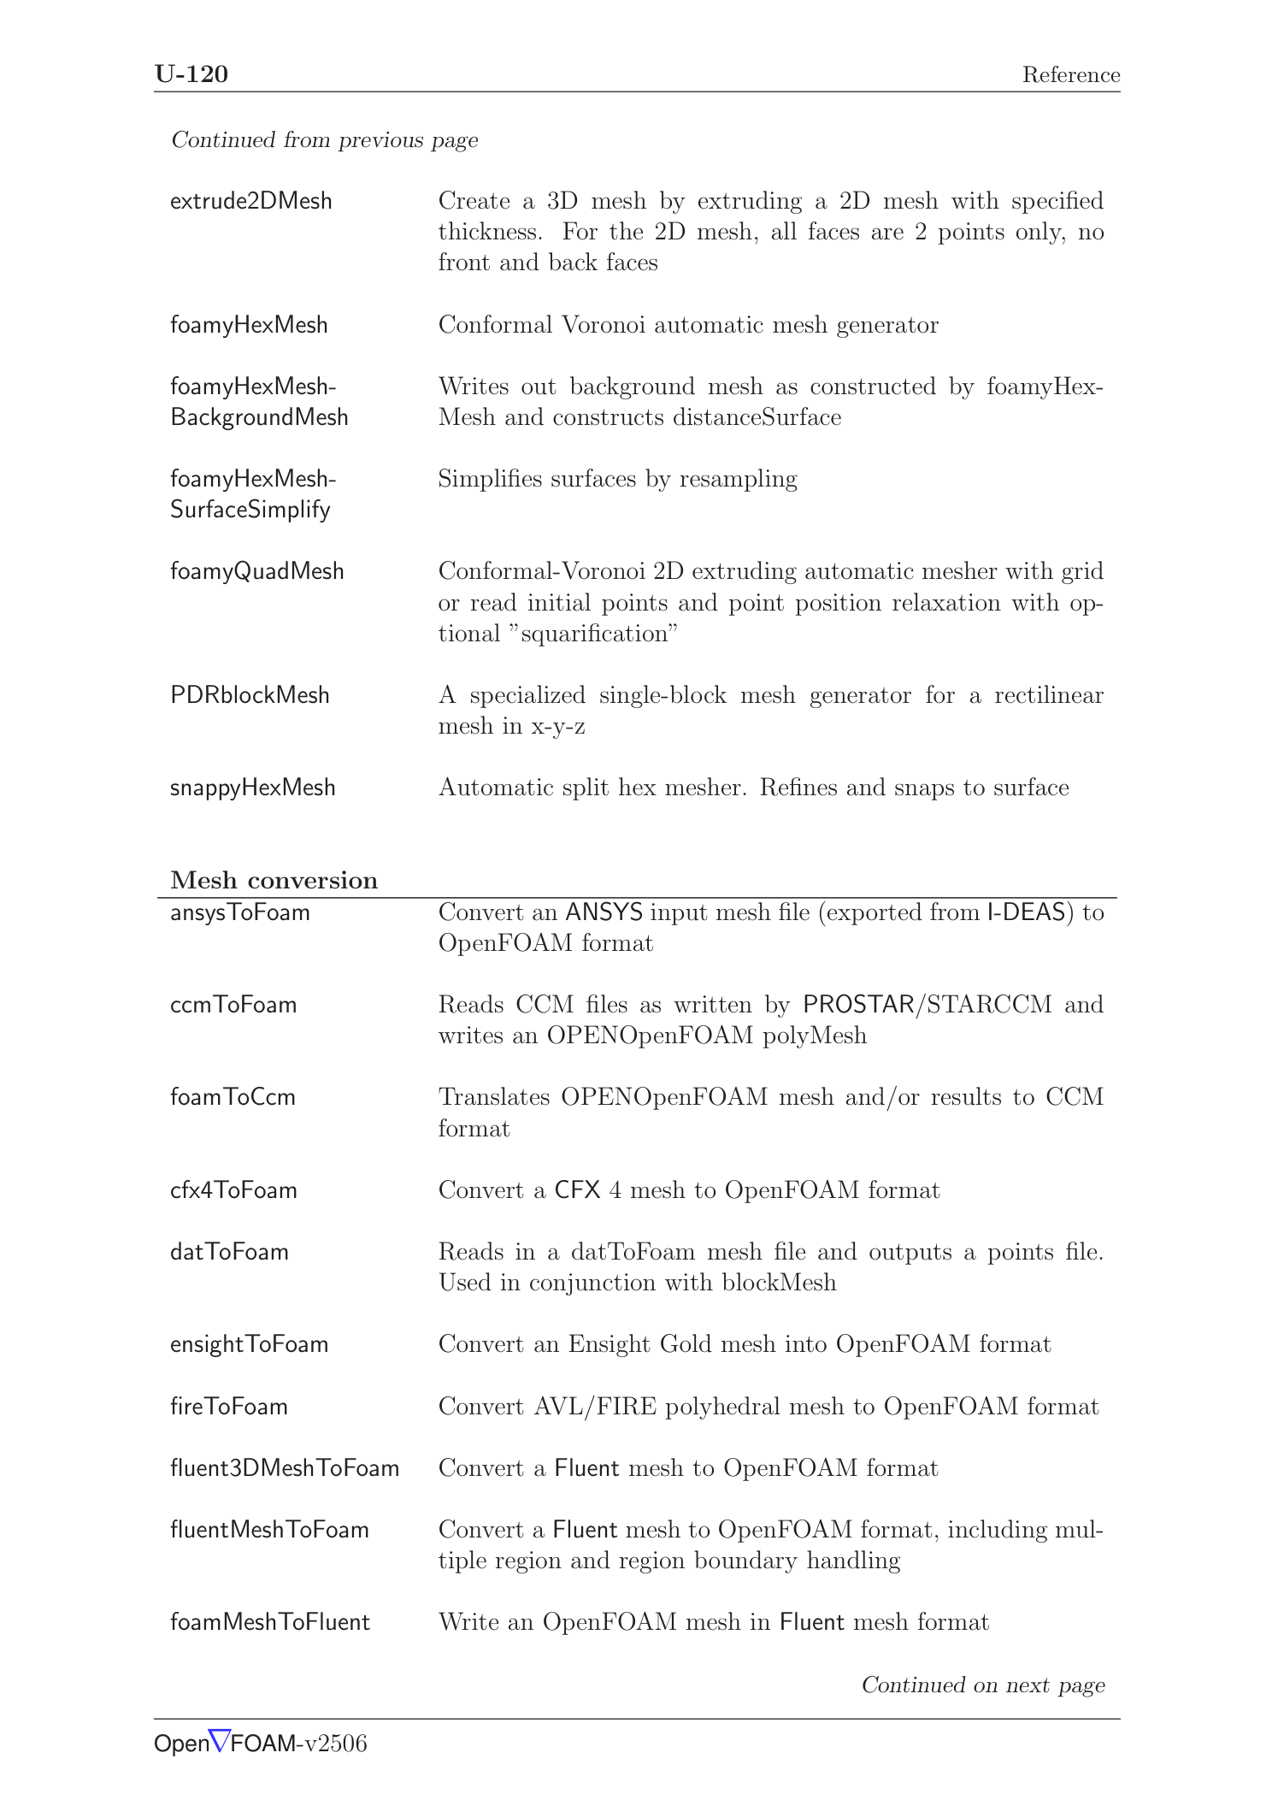 U-120 Reference
Continued from previous page
extrude2DMesh Create a 3D mesh by extruding a 2D mesh with specified
thickness. For the 2D mesh, all faces are 2 points only, no
front and back faces
foamyHexMesh Conformal Voronoi automatic mesh generator
foamyHexMesh- Writes out background mesh as constructed by foamyHex-
BackgroundMesh Mesh and constructs distanceSurface
foamyHexMesh- Simplifies surfaces by resampling
SurfaceSimplify
foamyQuadMesh Conformal-Voronoi 2D extruding automatic mesher with grid
or read initial points and point position relaxation with op-
tional ”squarification”
PDRblockMesh A specialized single-block mesh generator for a rectilinear
mesh in x-y-z
snappyHexMesh Automatic split hex mesher. Refines and snaps to surface
Mesh conversion
ansysToFoam Convert an ANSYS input mesh file (exported from I-DEAS) to
OpenFOAM format
ccmToFoam Reads CCM files as written by PROSTAR/STARCCM and
writes an OPENOpenFOAM polyMesh
foamToCcm Translates OPENOpenFOAM mesh and/or results to CCM
format
cfx4ToFoam Convert a CFX 4 mesh to OpenFOAM format
datToFoam Reads in a datToFoam mesh file and outputs a points file.
Used in conjunction with blockMesh
ensightToFoam Convert an Ensight Gold mesh into OpenFOAM format
fireToFoam Convert AVL/FIRE polyhedral mesh to OpenFOAM format
fluent3DMeshToFoam Convert a Fluent mesh to OpenFOAM format
fluentMeshToFoam Convert a Fluent mesh to OpenFOAM format, including mul-
tiple region and region boundary handling
foamMeshToFluent Write an OpenFOAM mesh in Fluent mesh format
Continued on next page
Open▽FOAM-v2506